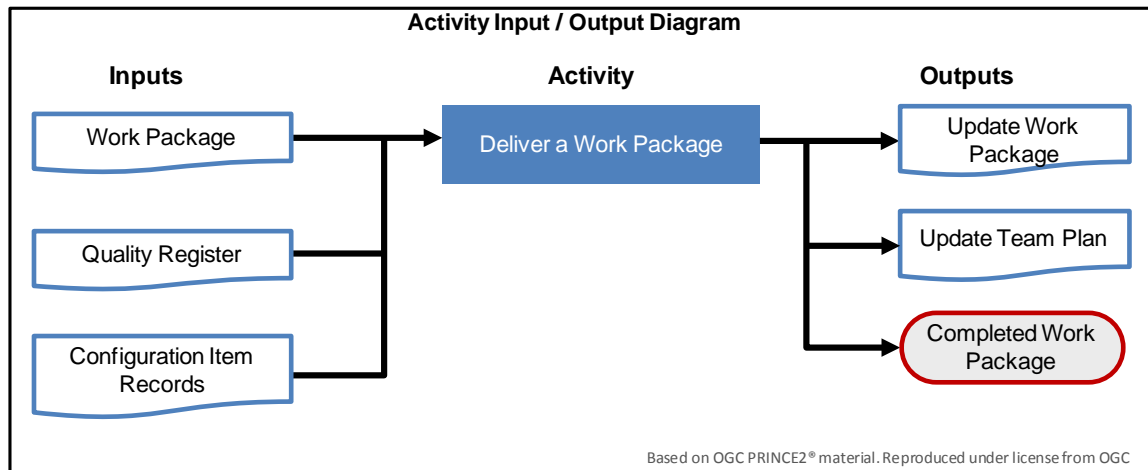 Activity Input / Output Diagram
Inputs
Activity
Outputs
Work Package
Deliver a Work Package
Update Work
Package
Quality Register
Update Team Plan
Configuration Item
Records
Completed Work
Package
Based on OGC PRINCE2® material. Reproduced under license from OGC